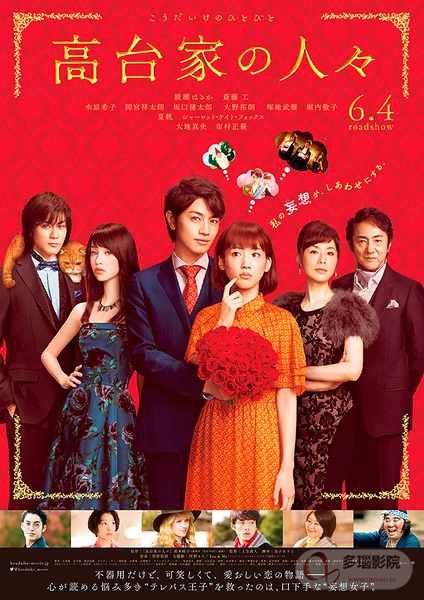 こうだいけのひとびと
高台家の人々
綾瀬はるか 斎藤 工
水原希子 間宮祥太朗 坂口健太郎 大野拓朗 塚地武雅 堀内敬子
夏帆 シャーロット・ケイト・フォックス
大地真央 市村正親
6.4
roadshow
私の妄想が、しあわせにする。
koudaike-movie.jp
@koudaike_movie
不器用だけど、可笑しくて、愛おしい恋の物語――
心が読める悩み多き“テレパス王子”を救ったのは、口下手な“妄想女子”。
多瑙影院